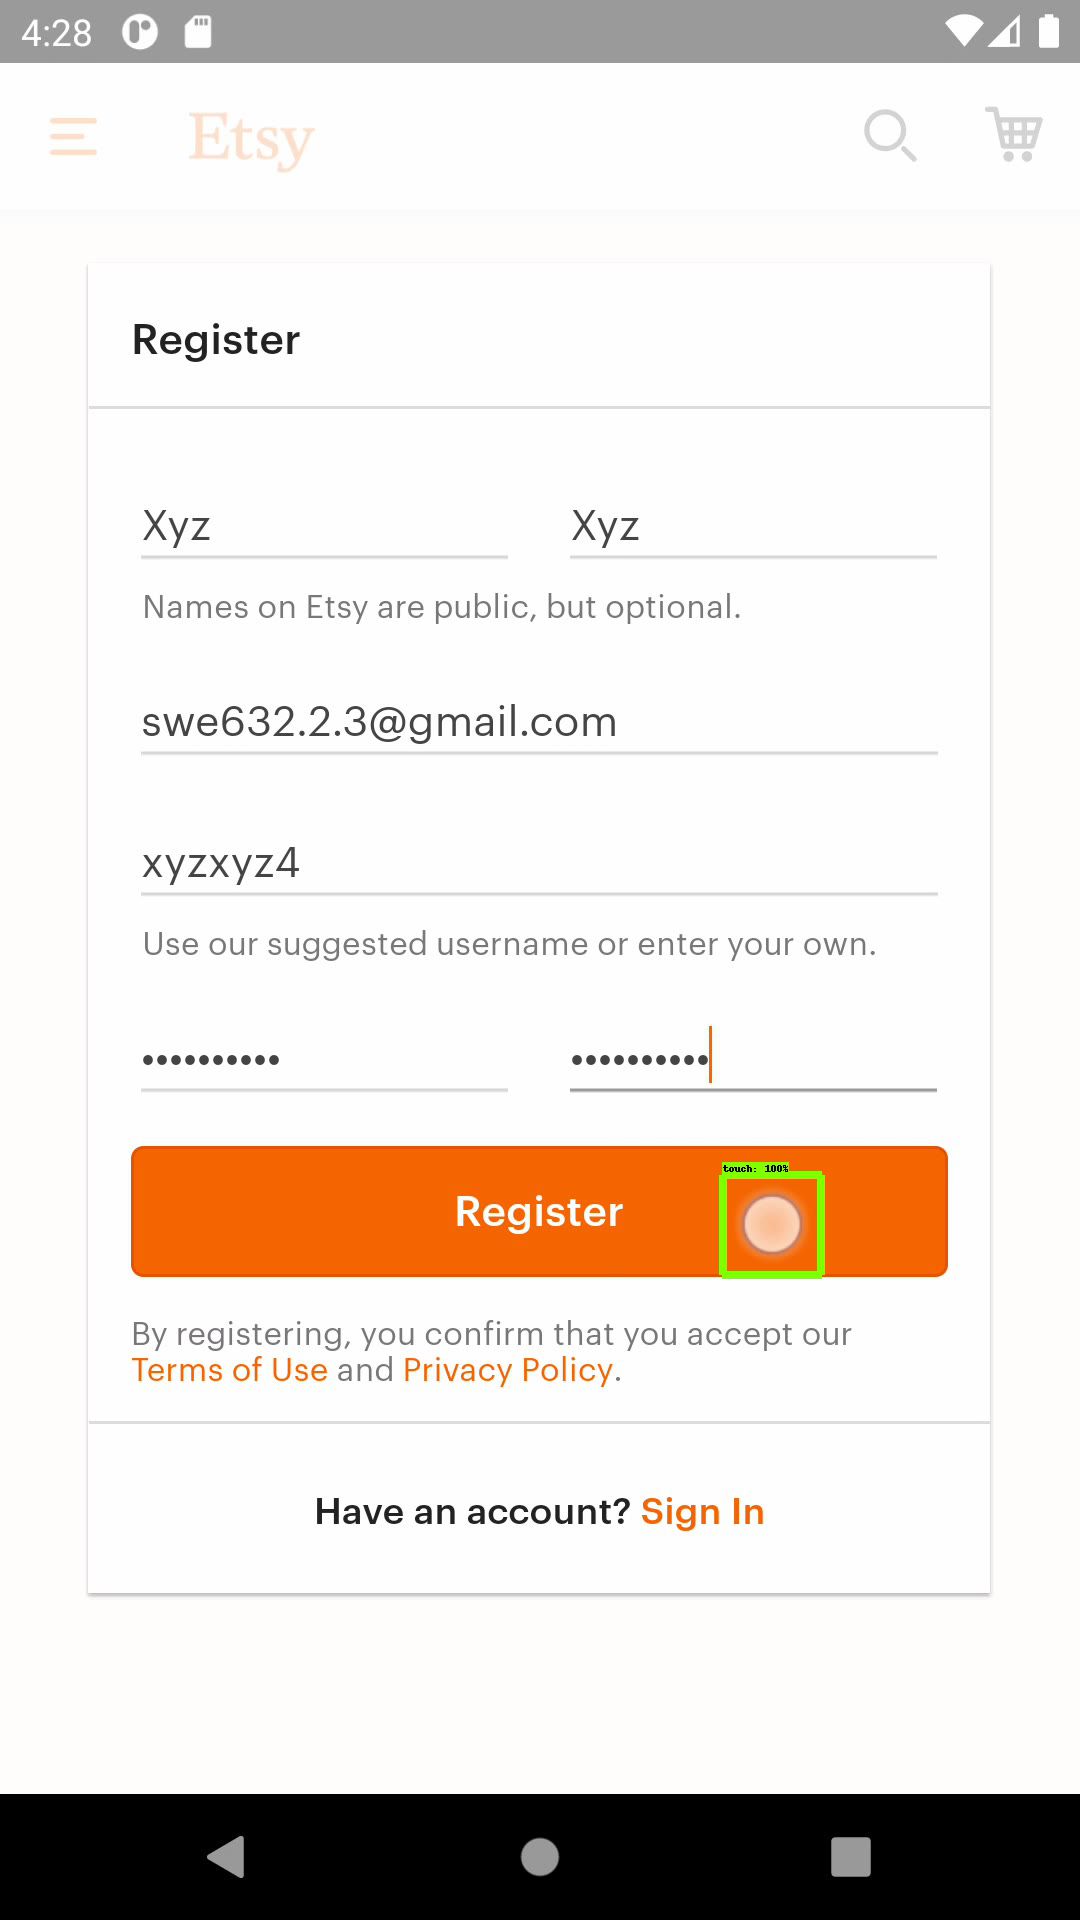 4:28
Etsy
Register
Xyz
Xyz
Names on Etsy are public, but optional.
swe632.2.3@gmail.com
xyzxyz4
Use our suggested username or enter your own.
••••••••••
••••••••••
touch: 100%
Register
By registering, you confirm that you accept our
Terms of Use and Privacy Policy.
Have an account? Sign In